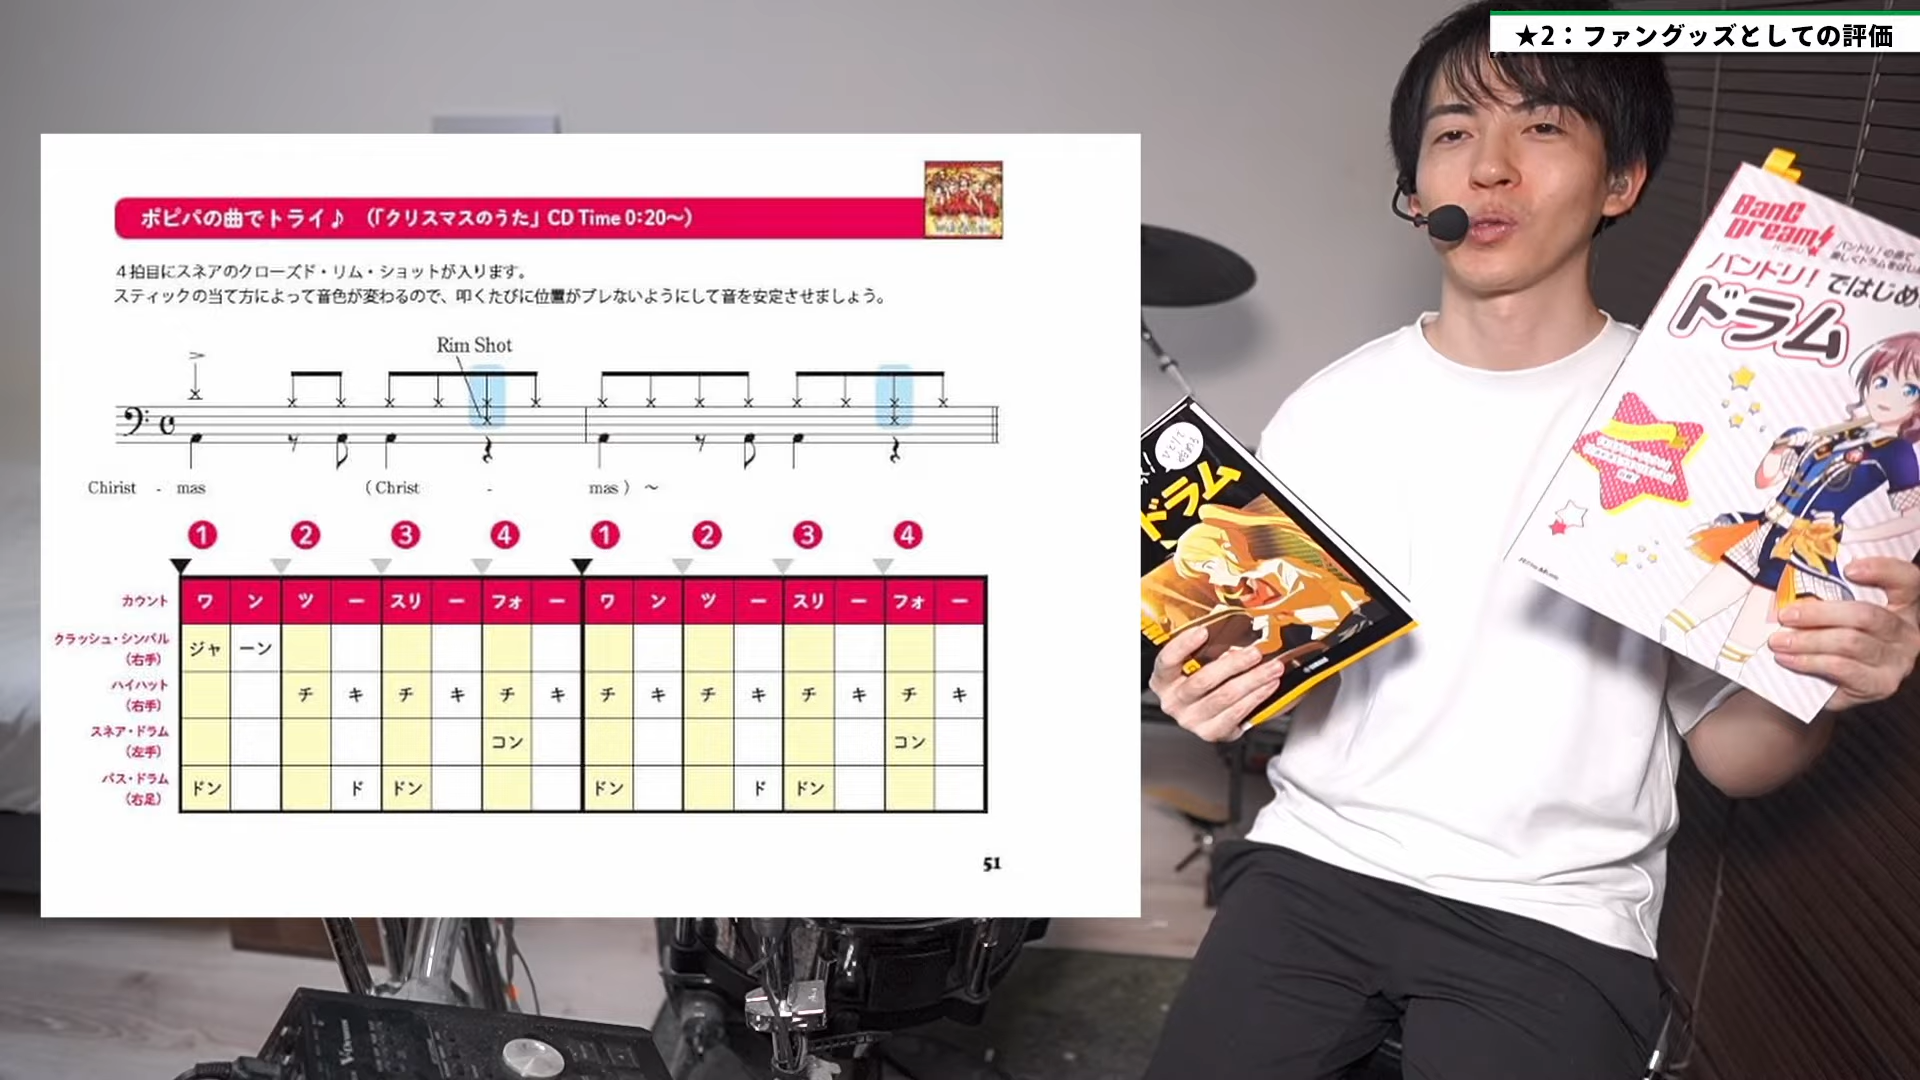 ★2：ファングッズとしての評価
ポピパの曲でトライ♪ （「クリスマスのうた」CD Time 0:20〜）
４拍目にスネアのクローズド・リム・ショットが入ります。
スティックの当て方によって音色が変わるので、叩くたびに位置がブレないようにして音を安定させましょう。
Rim Shot
Chirist - mas （Christ - mas）〜
1 2 3 4 1 2 3 4
カウント ワ ン ツ ー スリ ー フォ ー ワ ン ツ ー スリ ー フォ ー
クラッシュ・シンバル
（右手） ジャ ーン
ハイハット
（右手） チ キ チ キ チ キ チ キ チ キ チ キ チ キ
スネア・ドラム
（左手） コン コン
バス・ドラム
（右足） ドン ド ドン ドン ド ドン
51
ドラム
BanG
Dream!
バンドリ！
バンドリ！ではじめ
ドラム